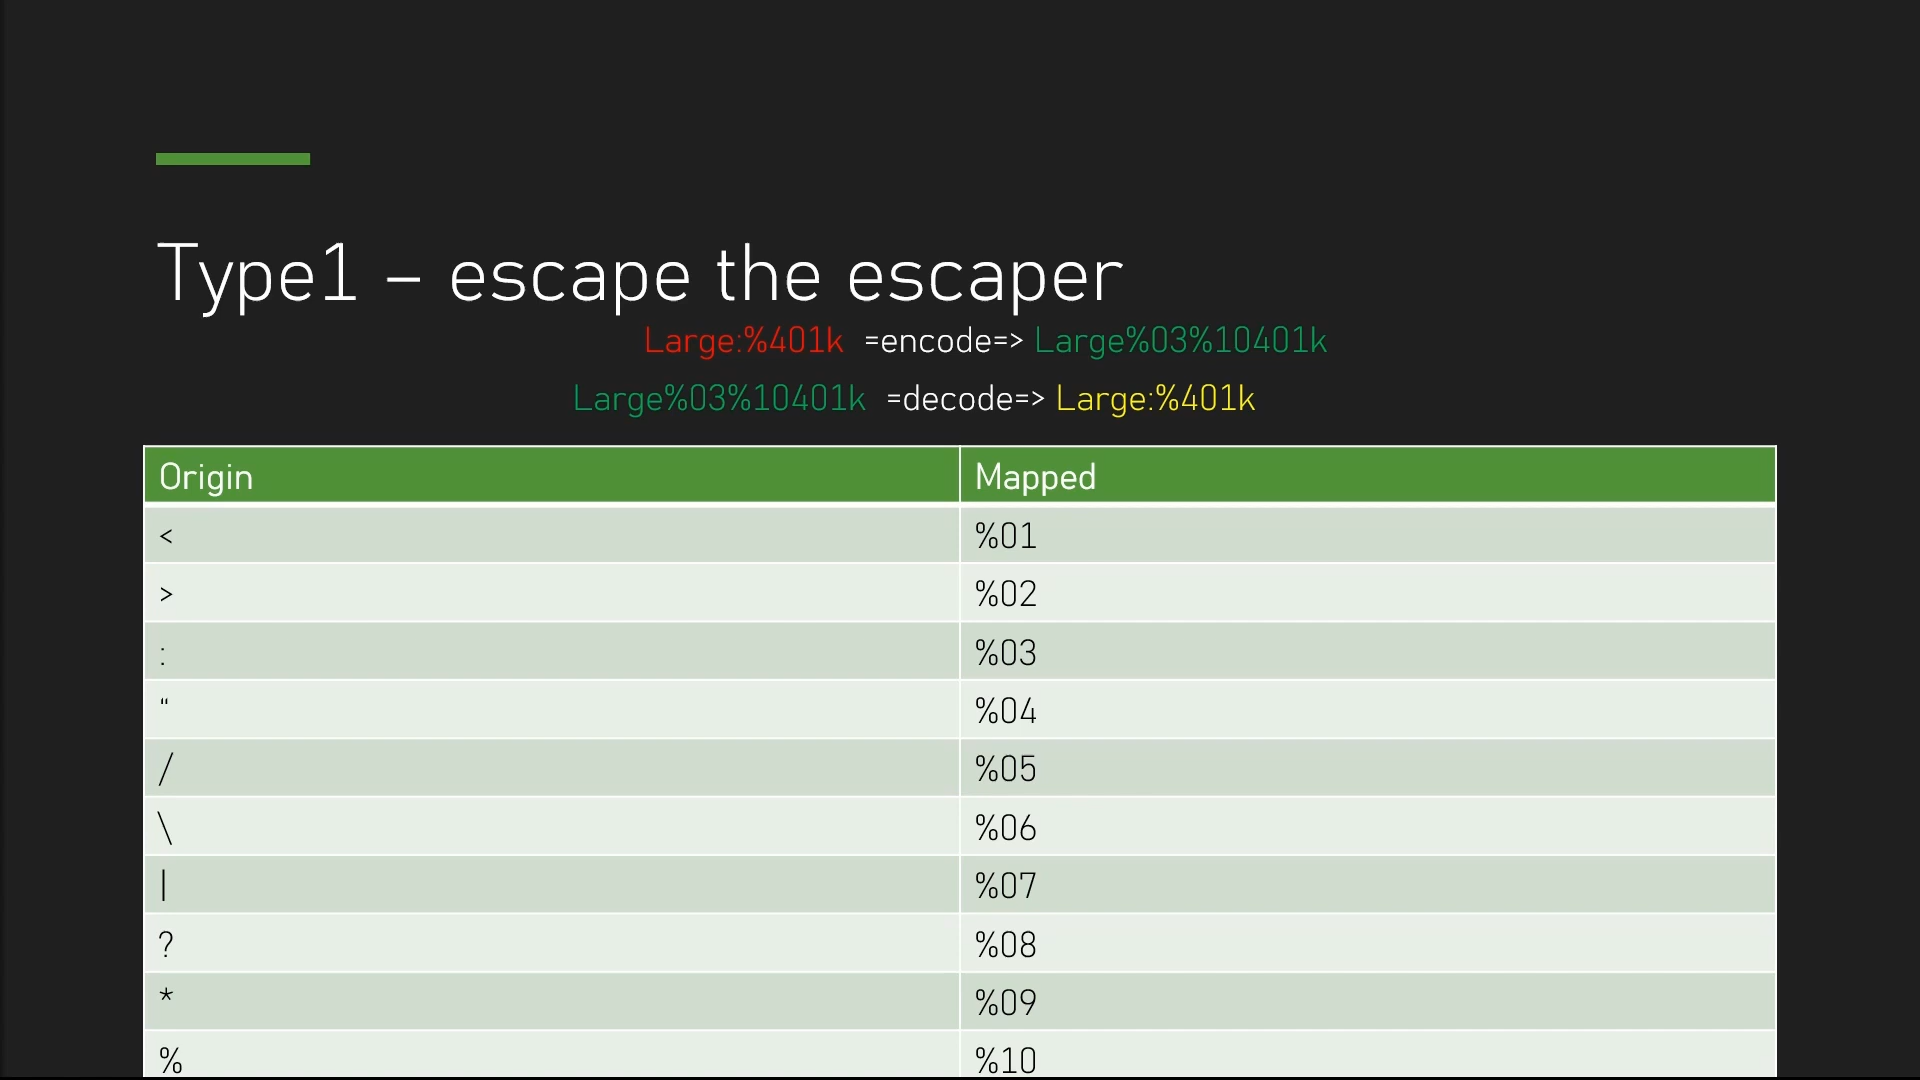 Type1 – escape the escaper
Large:%401k =encode=> Large%03%10401k
Large%03%10401k =decode=> Large:%401k
Origin Mapped
< %01
> %02
: %03
“ %04
/ %05
\ %06
| %07
? %08
* %09
% %10